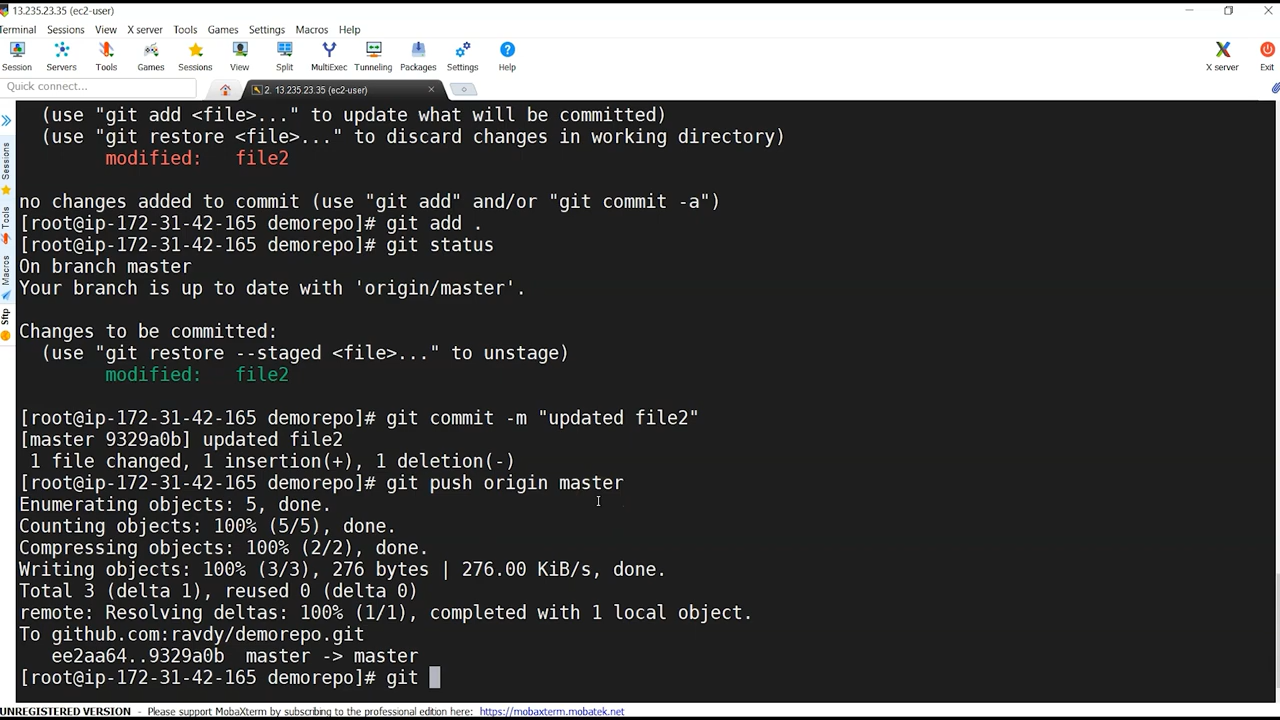 13.235.23.35 (ec2-user)
Terminal Sessions View X server Tools Games Settings Macros Help
Session Servers Tools Games Sessions View Split MultiExec Tunneling Packages Settings Help X server Exit
Quick connect...
2. 13.235.23.35 (ec2-user)
Sessions
Tools
Macros
Sftp
(use "git add <file>..." to update what will be committed)
(use "git restore <file>..." to discard changes in working directory)
modified: file2
no changes added to commit (use "git add" and/or "git commit -a")
[root@ip-172-31-42-165 demorepo]# git add .
[root@ip-172-31-42-165 demorepo]# git status
On branch master
Your branch is up to date with 'origin/master'.
Changes to be committed:
(use "git restore --staged <file>..." to unstage)
modified: file2
[root@ip-172-31-42-165 demorepo]# git commit -m "updated file2"
[master 9329a0b] updated file2
1 file changed, 1 insertion(+), 1 deletion(-)
[root@ip-172-31-42-165 demorepo]# git push origin master
Enumerating objects: 5, done.
Counting objects: 100% (5/5), done.
Compressing objects: 100% (2/2), done.
Writing objects: 100% (3/3), 276 bytes | 276.00 KiB/s, done.
Total 3 (delta 1), reused 0 (delta 0)
remote: Resolving deltas: 100% (1/1), completed with 1 local object.
To github.com:ravdy/demorepo.git
ee2aa64..9329a0b master -> master
[root@ip-172-31-42-165 demorepo]# git
UNREGISTERED VERSION - Please support MobaXterm by subscribing to the professional edition here: https://mobaxterm.mobatek.net